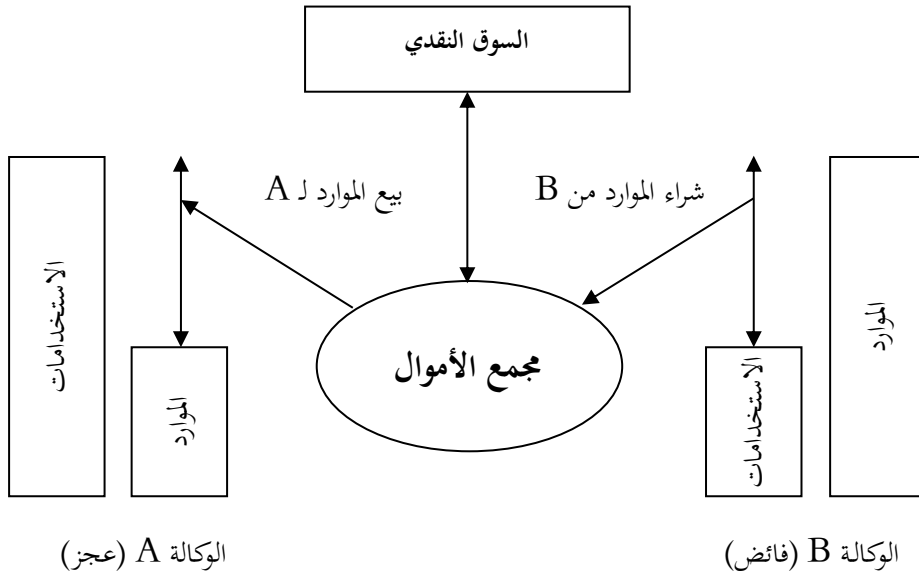 السوق النقدي
شراء الموارد من B
بيع الموارد لـ A
الموارد
الاستخدامات
مجمع الأموال
الموارد
الاستخدامات
الوكالة B (فائض)
الوكالة A (عجز)